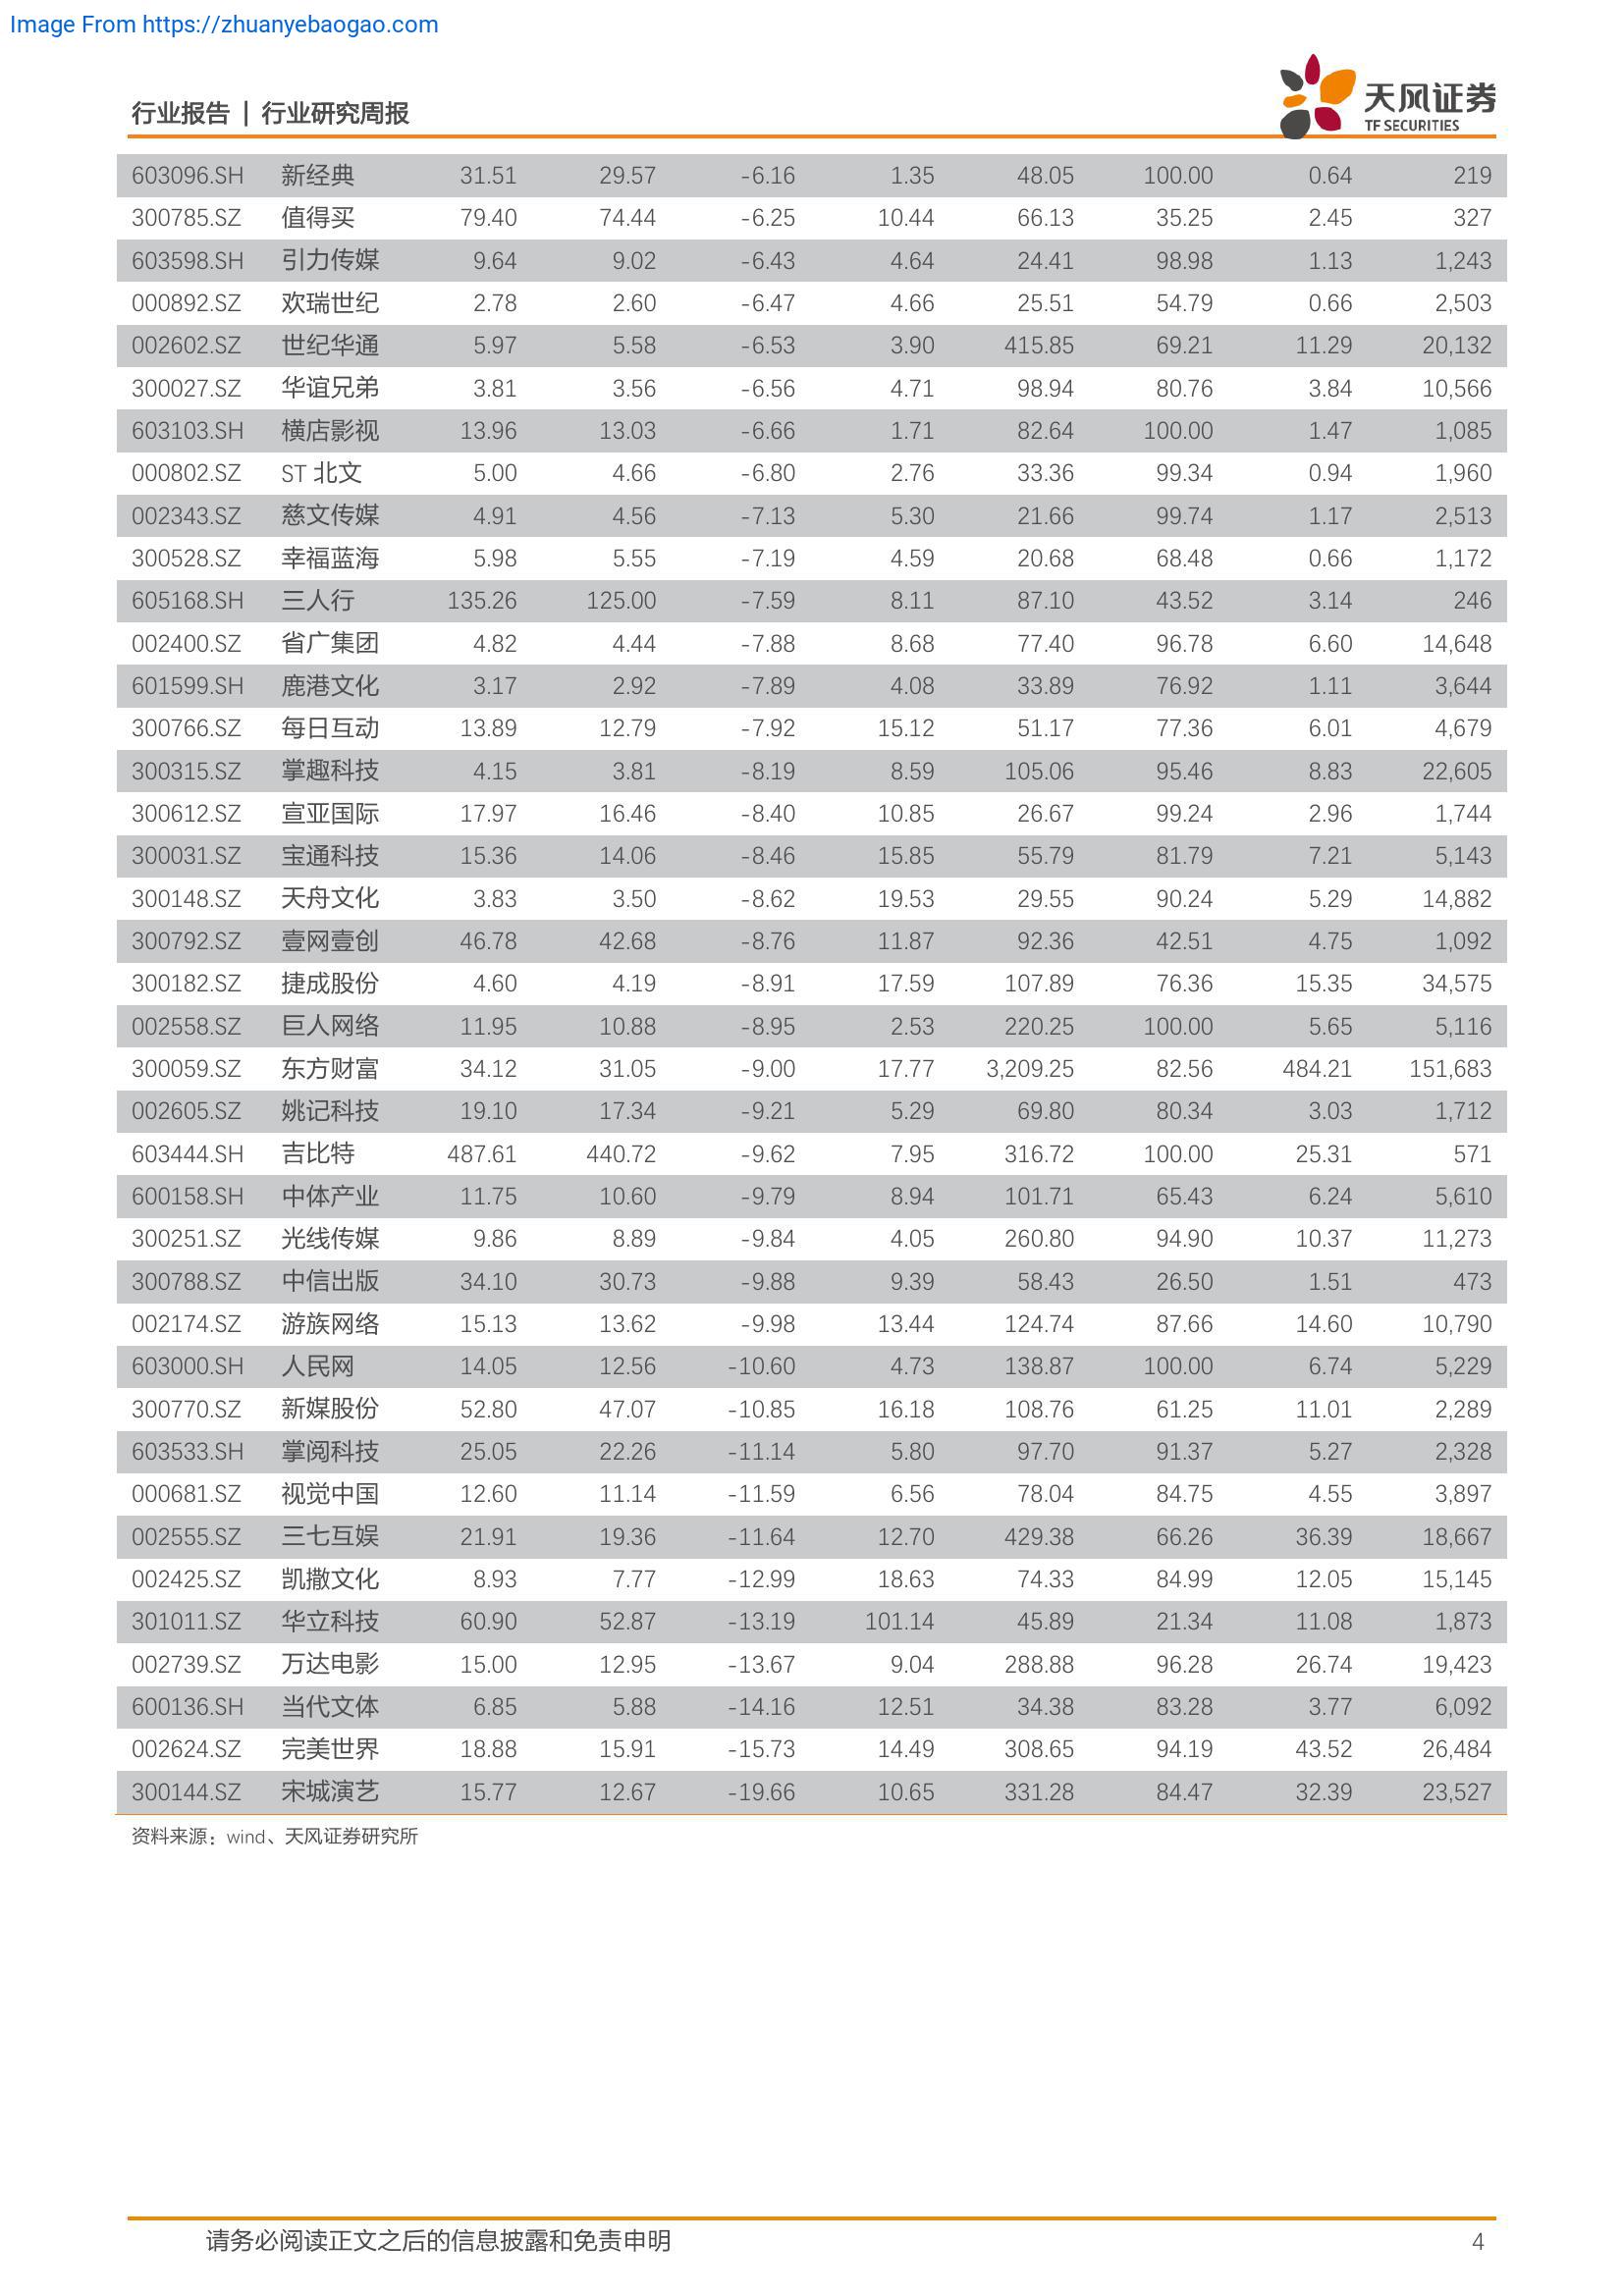 Image From https://zhuanyebaogao.com
行业报告 | 行业研究周报
天风证券
TF SECURITIES
603096.SH 新经典 31.51 29.57 -6.16 1.35 48.05 100.00 0.64 219
300785.SZ 值得买 79.40 74.44 -6.25 10.44 66.13 35.25 2.45 327
603598.SH 引力传媒 9.64 9.02 -6.43 4.64 24.41 98.98 1.13 1,243
000892.SZ 欢瑞世纪 2.78 2.60 -6.47 4.66 25.51 54.79 0.66 2,503
002602.SZ 世纪华通 5.97 5.58 -6.53 3.90 415.85 69.21 11.29 20,132
300027.SZ 华谊兄弟 3.81 3.56 -6.56 4.71 98.94 80.76 3.84 10,566
603103.SH 横店影视 13.96 13.03 -6.66 1.71 82.64 100.00 1.47 1,085
000802.SZ ST 北文 5.00 4.66 -6.80 2.76 33.36 99.34 0.94 1,960
002343.SZ 慈文传媒 4.91 4.56 -7.13 5.30 21.66 99.74 1.17 2,513
300528.SZ 幸福蓝海 5.98 5.55 -7.19 4.59 20.68 68.48 0.66 1,172
605168.SH 三人行 135.26 125.00 -7.59 8.11 87.10 43.52 3.14 246
002400.SZ 省广集团 4.82 4.44 -7.88 8.68 77.40 96.78 6.60 14,648
601599.SH 鹿港文化 3.17 2.92 -7.89 4.08 33.89 76.92 1.11 3,644
300766.SZ 每日互动 13.89 12.79 -7.92 15.12 51.17 77.36 6.01 4,679
300315.SZ 掌趣科技 4.15 3.81 -8.19 8.59 105.06 95.46 8.83 22,605
300612.SZ 宣亚国际 17.97 16.46 -8.40 10.85 26.67 99.24 2.96 1,744
300031.SZ 宝通科技 15.36 14.06 -8.46 15.85 55.79 81.79 7.21 5,143
300148.SZ 天舟文化 3.83 3.50 -8.62 19.53 29.55 90.24 5.29 14,882
300792.SZ 壹网壹创 46.78 42.68 -8.76 11.87 92.36 42.51 4.75 1,092
300182.SZ 捷成股份 4.60 4.19 -8.91 17.59 107.89 76.36 15.35 34,575
002558.SZ 巨人网络 11.95 10.88 -8.95 2.53 220.25 100.00 5.65 5,116
300059.SZ 东方财富 34.12 31.05 -9.00 17.77 3,209.25 82.56 484.21 151,683
002605.SZ 姚记科技 19.10 17.34 -9.21 5.29 69.80 80.34 3.03 1,712
603444.SH 吉比特 487.61 440.72 -9.62 7.95 316.72 100.00 25.31 571
600158.SH 中体产业 11.75 10.60 -9.79 8.94 101.71 65.43 6.24 5,610
300251.SZ 光线传媒 9.86 8.89 -9.84 4.05 260.80 94.90 10.37 11,273
300788.SZ 中信出版 34.10 30.73 -9.88 9.39 58.43 26.50 1.51 473
002174.SZ 游族网络 15.13 13.62 -9.98 13.44 124.74 87.66 14.60 10,790
603000.SH 人民网 14.05 12.56 -10.60 4.73 138.87 100.00 6.74 5,229
300770.SZ 新媒股份 52.80 47.07 -10.85 16.18 108.76 61.25 11.01 2,289
603533.SH 掌阅科技 25.05 22.26 -11.14 5.80 97.70 91.37 5.27 2,328
000681.SZ 视觉中国 12.60 11.14 -11.59 6.56 78.04 84.75 4.55 3,897
002555.SZ 三七互娱 21.91 19.36 -11.64 12.70 429.38 66.26 36.39 18,667
002425.SZ 凯撒文化 8.93 7.77 -12.99 18.63 74.33 84.99 12.05 15,145
301011.SZ 华立科技 60.90 52.87 -13.19 101.14 45.89 21.34 11.08 1,873
002739.SZ 万达电影 15.00 12.95 -13.67 9.04 288.88 96.28 26.74 19,423
600136.SH 当代文体 6.85 5.88 -14.16 12.51 34.38 83.28 3.77 6,092
002624.SZ 完美世界 18.88 15.91 -15.73 14.49 308.65 94.19 43.52 26,484
300144.SZ 宋城演艺 15.77 12.67 -19.66 10.65 331.28 84.47 32.39 23,527
资料来源：wind、天风证券研究所
请务必阅读正文之后的信息披露和免责申明 4